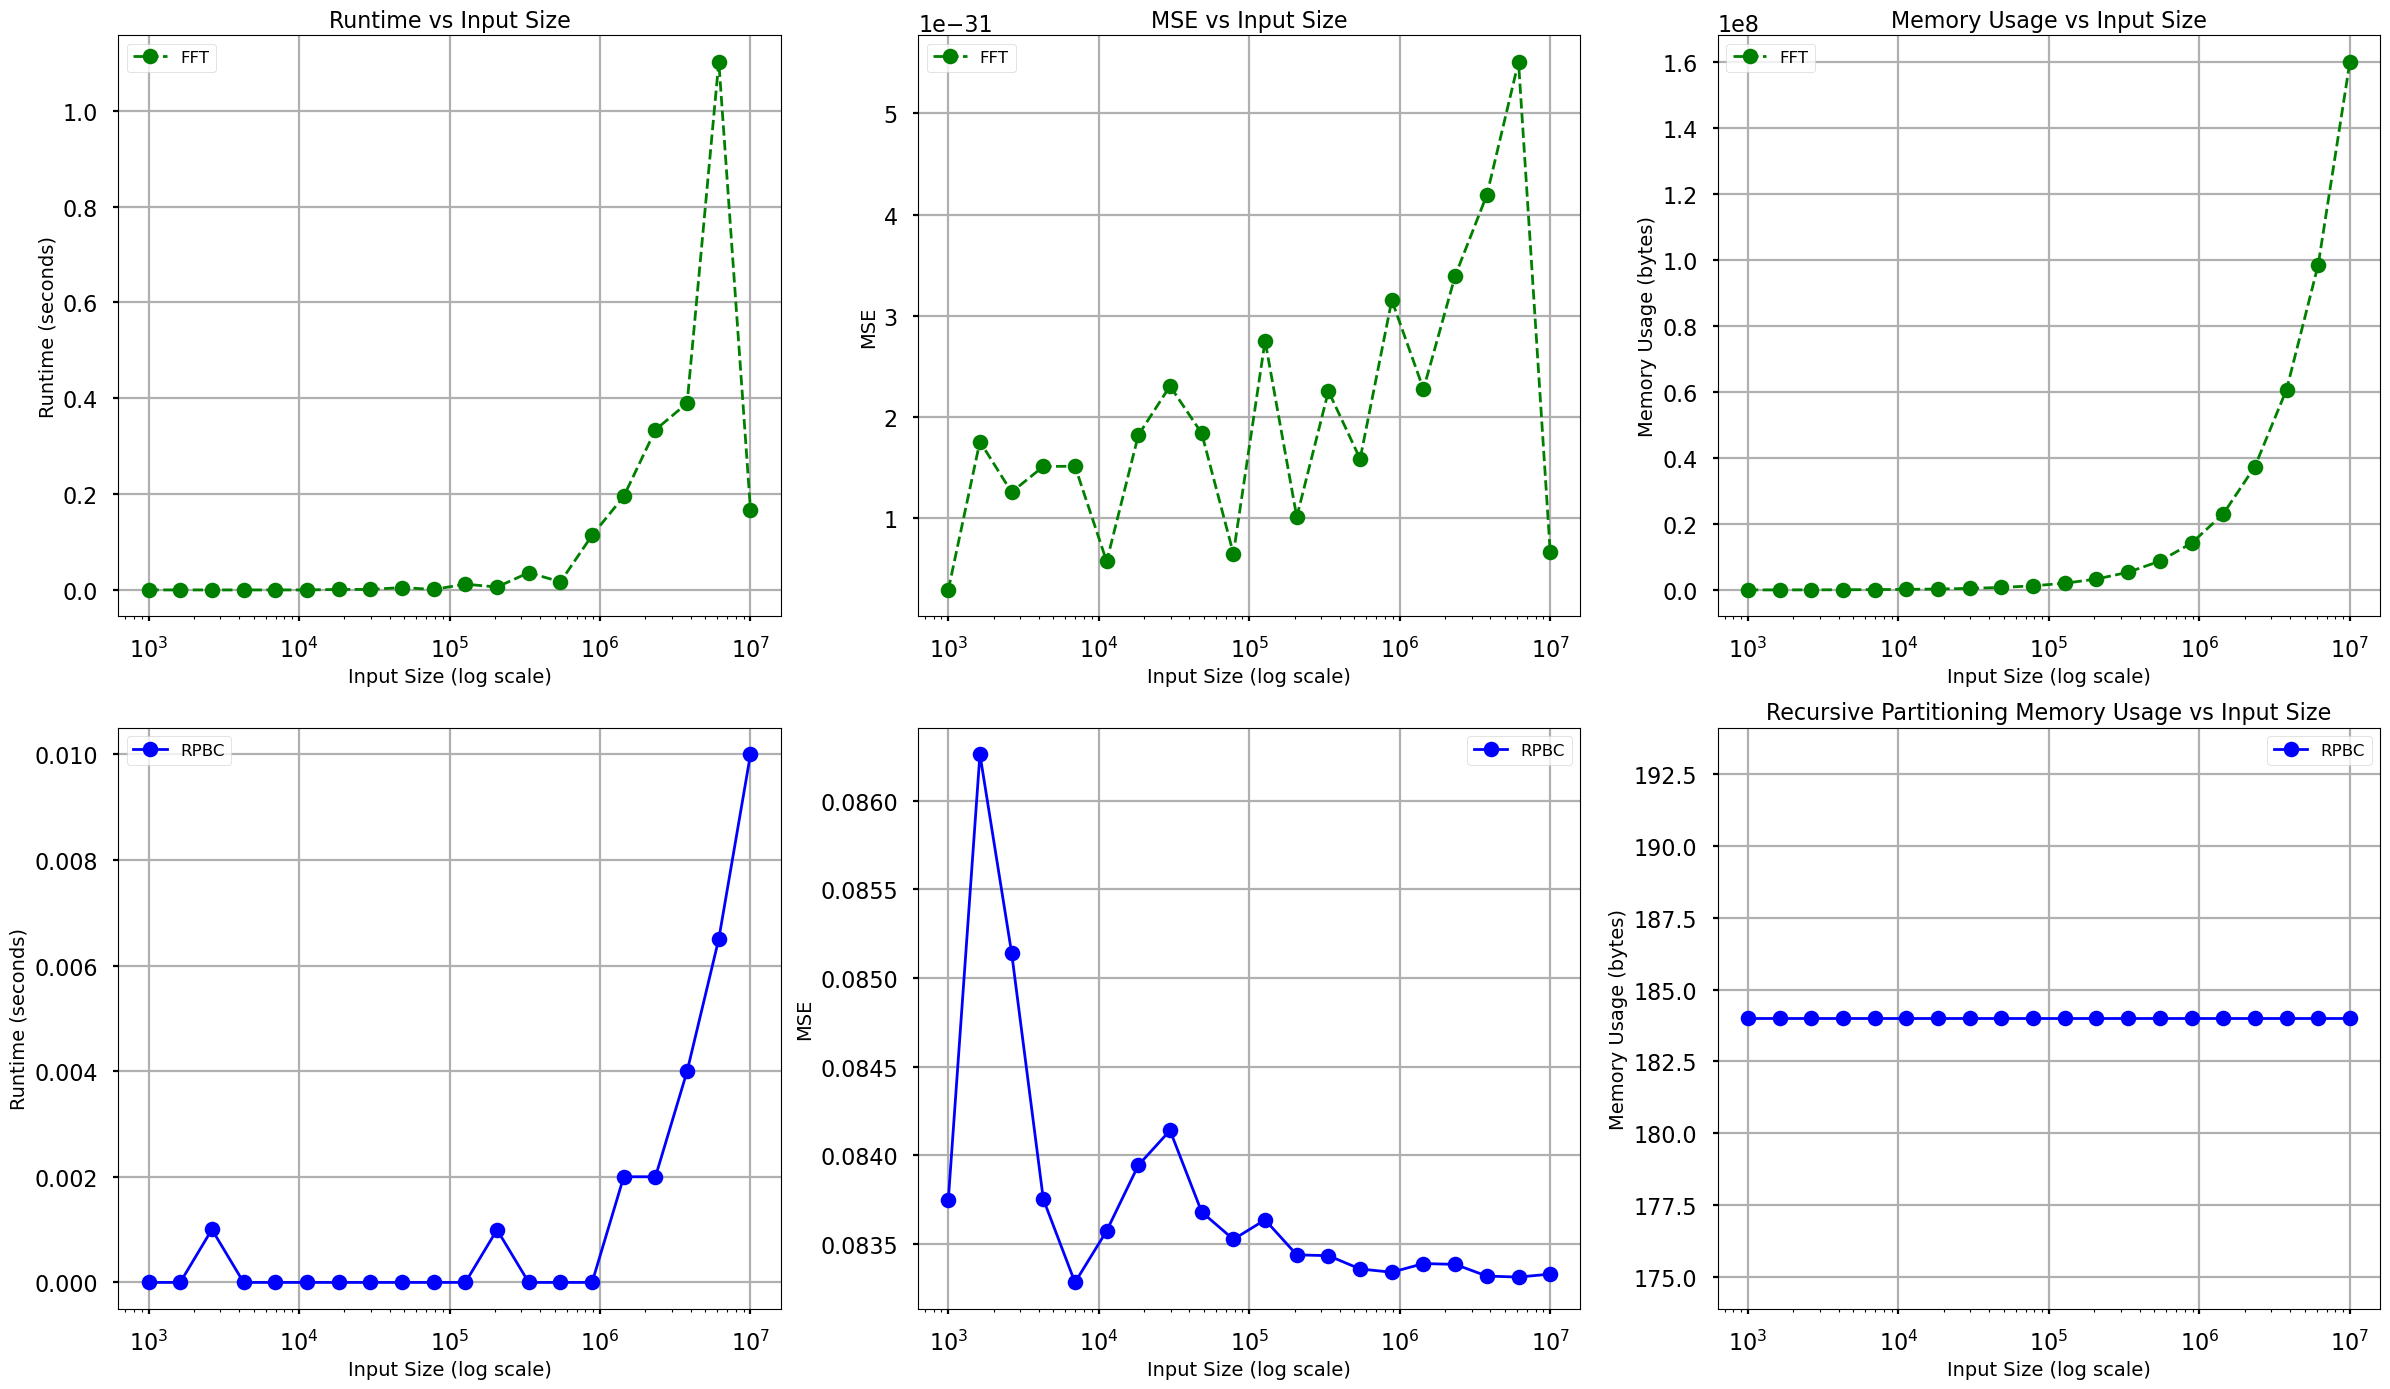 Runtime vs Input Size
FFT
Runtime (seconds)
1.0
0.8
0.6
0.4
0.2
0.0
10³ 10⁴ 10⁵ 10⁶ 10⁷
Input Size (log scale)
MSE vs Input Size
1e−31
FFT
MSE
5
4
3
2
1
10³ 10⁴ 10⁵ 10⁶ 10⁷
Input Size (log scale)
Memory Usage vs Input Size
1e8
FFT
Memory Usage (bytes)
1.6
1.4
1.2
1.0
0.8
0.6
0.4
0.2
0.0
10³ 10⁴ 10⁵ 10⁶ 10⁷
Input Size (log scale)
RPBC
Runtime (seconds)
0.010
0.008
0.006
0.004
0.002
0.000
10³ 10⁴ 10⁵ 10⁶ 10⁷
Input Size (log scale)
RPBC
MSE
0.0860
0.0855
0.0850
0.0845
0.0840
0.0835
10³ 10⁴ 10⁵ 10⁶ 10⁷
Input Size (log scale)
Recursive Partitioning Memory Usage vs Input Size
RPBC
Memory Usage (bytes)
192.5
190.0
187.5
185.0
182.5
180.0
177.5
175.0
10³ 10⁴ 10⁵ 10⁶ 10⁷
Input Size (log scale)